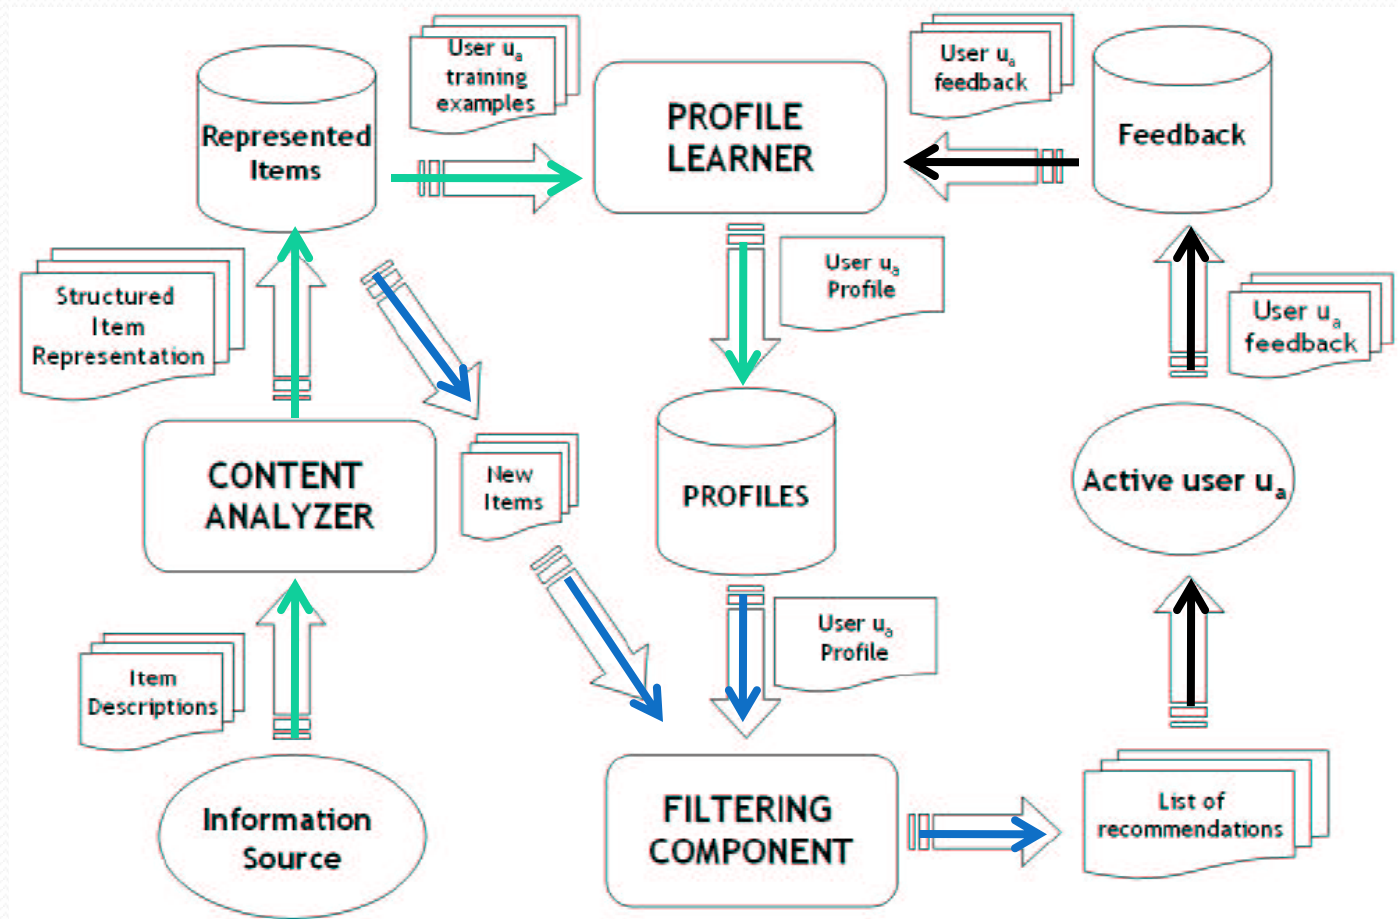 User uₐ
training
examples
User uₐ
feedback
Represented
Items
PROFILE
LEARNER
Feedback
Structured
Item
Representation
User uₐ
Profile
User uₐ
feedback
CONTENT
ANALYZER
New
Items
PROFILES
Active user uₐ
Item
Descriptions
User uₐ
Profile
Information
Source
FILTERING
COMPONENT
List of
recommendations